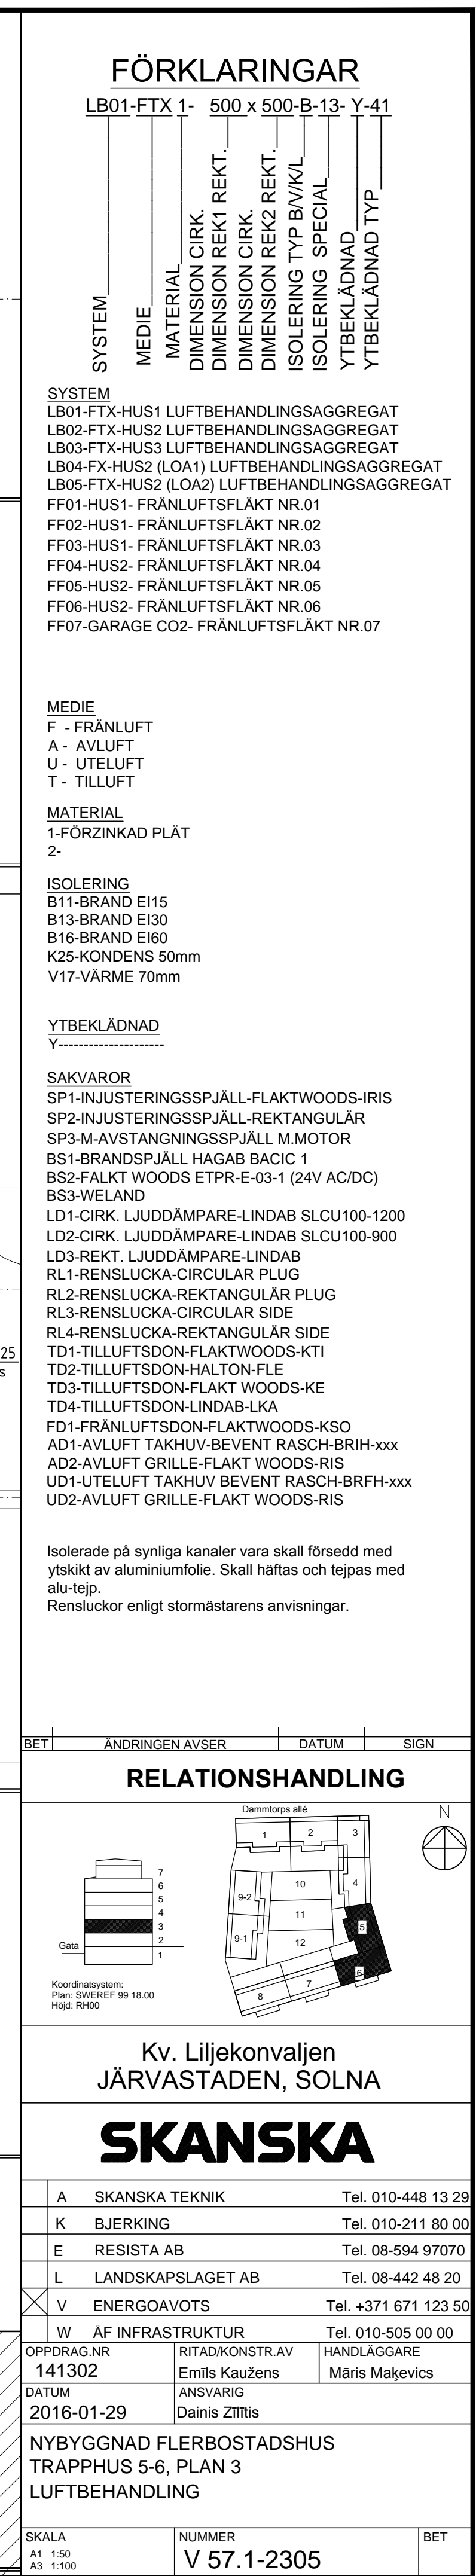 FÖRKLARINGAR
LB01-FTX 1- 500 x 500-B-13- Y-41
SYSTEM
MEDIE
MATERIAL
DIMENSION CIRK.
DIMENSION REK1 REKT.
DIMENSION CIRK.
DIMENSION REK2 REKT.
ISOLERING TYP B/V/K/L
ISOLERING SPECIAL
YTBEKLÄDNAD
YTBEKLÄDNAD TYP
SYSTEM
LB01-FTX-HUS1 LUFTBEHANDLINGSAGGREGAT
LB02-FTX-HUS2 LUFTBEHANDLINGSAGGREGAT
LB03-FTX-HUS3 LUFTBEHANDLINGSAGGREGAT
LB04-FX-HUS2 (LOA1) LUFTBEHANDLINGSAGGREGAT
LB05-FTX-HUS2 (LOA2) LUFTBEHANDLINGSAGGREGAT
FF01-HUS1- FRÄNLUFTSFLÄKT NR.01
FF02-HUS1- FRÄNLUFTSFLÄKT NR.02
FF03-HUS1- FRÄNLUFTSFLÄKT NR.03
FF04-HUS2- FRÄNLUFTSFLÄKT NR.04
FF05-HUS2- FRÄNLUFTSFLÄKT NR.05
FF06-HUS2- FRÄNLUFTSFLÄKT NR.06
FF07-GARAGE CO2- FRÄNLUFTSFLÄKT NR.07
MEDIE
F - FRÄNLUFT
A - AVLUFT
U - UTELUFT
T - TILLUFT
MATERIAL
1-FÖRZINKAD PLÄT
2-
ISOLERING
B11-BRAND EI15
B13-BRAND EI30
B16-BRAND EI60
K25-KONDENS 50mm
V17-VÄRME 70mm
YTBEKLÄDNAD
Y---------------------
SAKVAROR
SP1-INJUSTERINGSSPJÄLL-FLAKTWOODS-IRIS
SP2-INJUSTERINGSSPJÄLL-REKTANGULÄR
SP3-M-AVSTANGNINGSSPJÄLL M.MOTOR
BS1-BRANDSPJÄLL HAGAB BACIC 1
BS2-FALKT WOODS ETPR-E-03-1 (24V AC/DC)
BS3-WELAND
LD1-CIRK. LJUDDÄMPARE-LINDAB SLCU100-1200
LD2-CIRK. LJUDDÄMPARE-LINDAB SLCU100-900
LD3-REKT. LJUDDÄMPARE-LINDAB
RL1-RENSLUCKA-CIRCULAR PLUG
RL2-RENSLUCKA-REKTANGULÄR PLUG
RL3-RENSLUCKA-CIRCULAR SIDE
RL4-RENSLUCKA-REKTANGULÄR SIDE
TD1-TILLUFTSDON-FLAKTWOODS-KTI
TD2-TILLUFTSDON-HALTON-FLE
TD3-TILLUFTSDON-FLAKT WOODS-KE
TD4-TILLUFTSDON-LINDAB-LKA
FD1-FRÄNLUFTSDON-FLAKTWOODS-KSO
AD1-AVLUFT TAKHUV-BEVENT RASCH-BRIH-xxx
AD2-AVLUFT GRILLE-FLAKT WOODS-RIS
UD1-UTELUFT TAKHUV BEVENT RASCH-BRFH-xxx
UD2-AVLUFT GRILLE-FLAKT WOODS-RIS
25
s
Isolerade på synliga kanaler vara skall försedd med
ytskikt av aluminiumfolie. Skall häftas och tejpas med
alu-tejp.
Rensluckor enligt stormästarens anvisningar.
BET ÄNDRINGEN AVSER DATUM SIGN
RELATIONSHANDLING
Dammtorps allé
N
1 2 3
4
10
9-2
11
5
9-1
12
6
7
8
7
6
5
4
3
2
Gata
1
Koordinatsystem:
Plan: SWEREF 99 18.00
Höjd: RH00
Kv. Liljekonvaljen
JÄRVASTADEN, SOLNA
SKANSKA
A SKANSKA TEKNIK Tel. 010-448 13 29
K BJERKING Tel. 010-211 80 00
E RESISTA AB Tel. 08-594 97070
L LANDSKAPSLAGET AB Tel. 08-442 48 20
V ENERGOAVOTS Tel. +371 671 123 50
W ÅF INFRASTRUKTUR Tel. 010-505 00 00
OPPDRAG.NR RITAD/KONSTR.AV HANDLÄGGARE
141302 Emīls Kaužens Māris Maķevics
DATUM ANSVARIG
2016-01-29 Dainis Zīlītis
NYBYGGNAD FLERBOSTADSHUS
TRAPPHUS 5-6, PLAN 3
LUFTBEHANDLING
SKALA NUMMER BET
A1 1:50
A3 1:100
V 57.1-2305